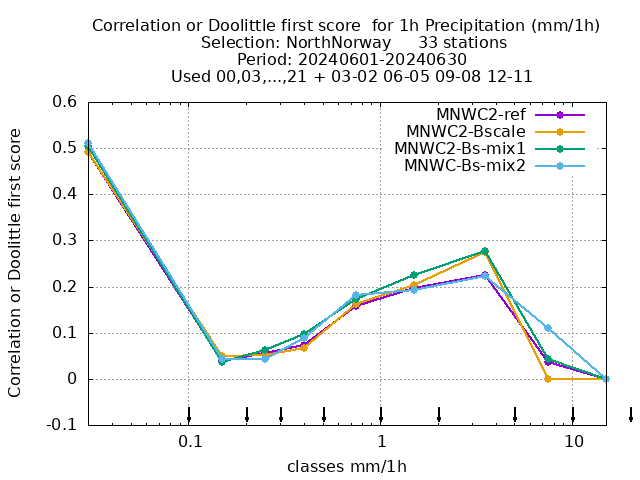 Correlation or Doolittle first score  for 1h Precipitation (mm/1h)
Selection: NorthNorway     33 stations
Period: 20240601-20240630
Used 00,03,...,21 + 03-02 06-05 09-08 12-11
MNWC2-ref
MNWC2-Bscale
MNWC2-Bs-mix1
MNWC-Bs-mix2
Correlation or Doolittle first score
0.6
0.5
0.4
0.3
0.2
0.1
0
-0.1
0.1 1 10
classes mm/1h